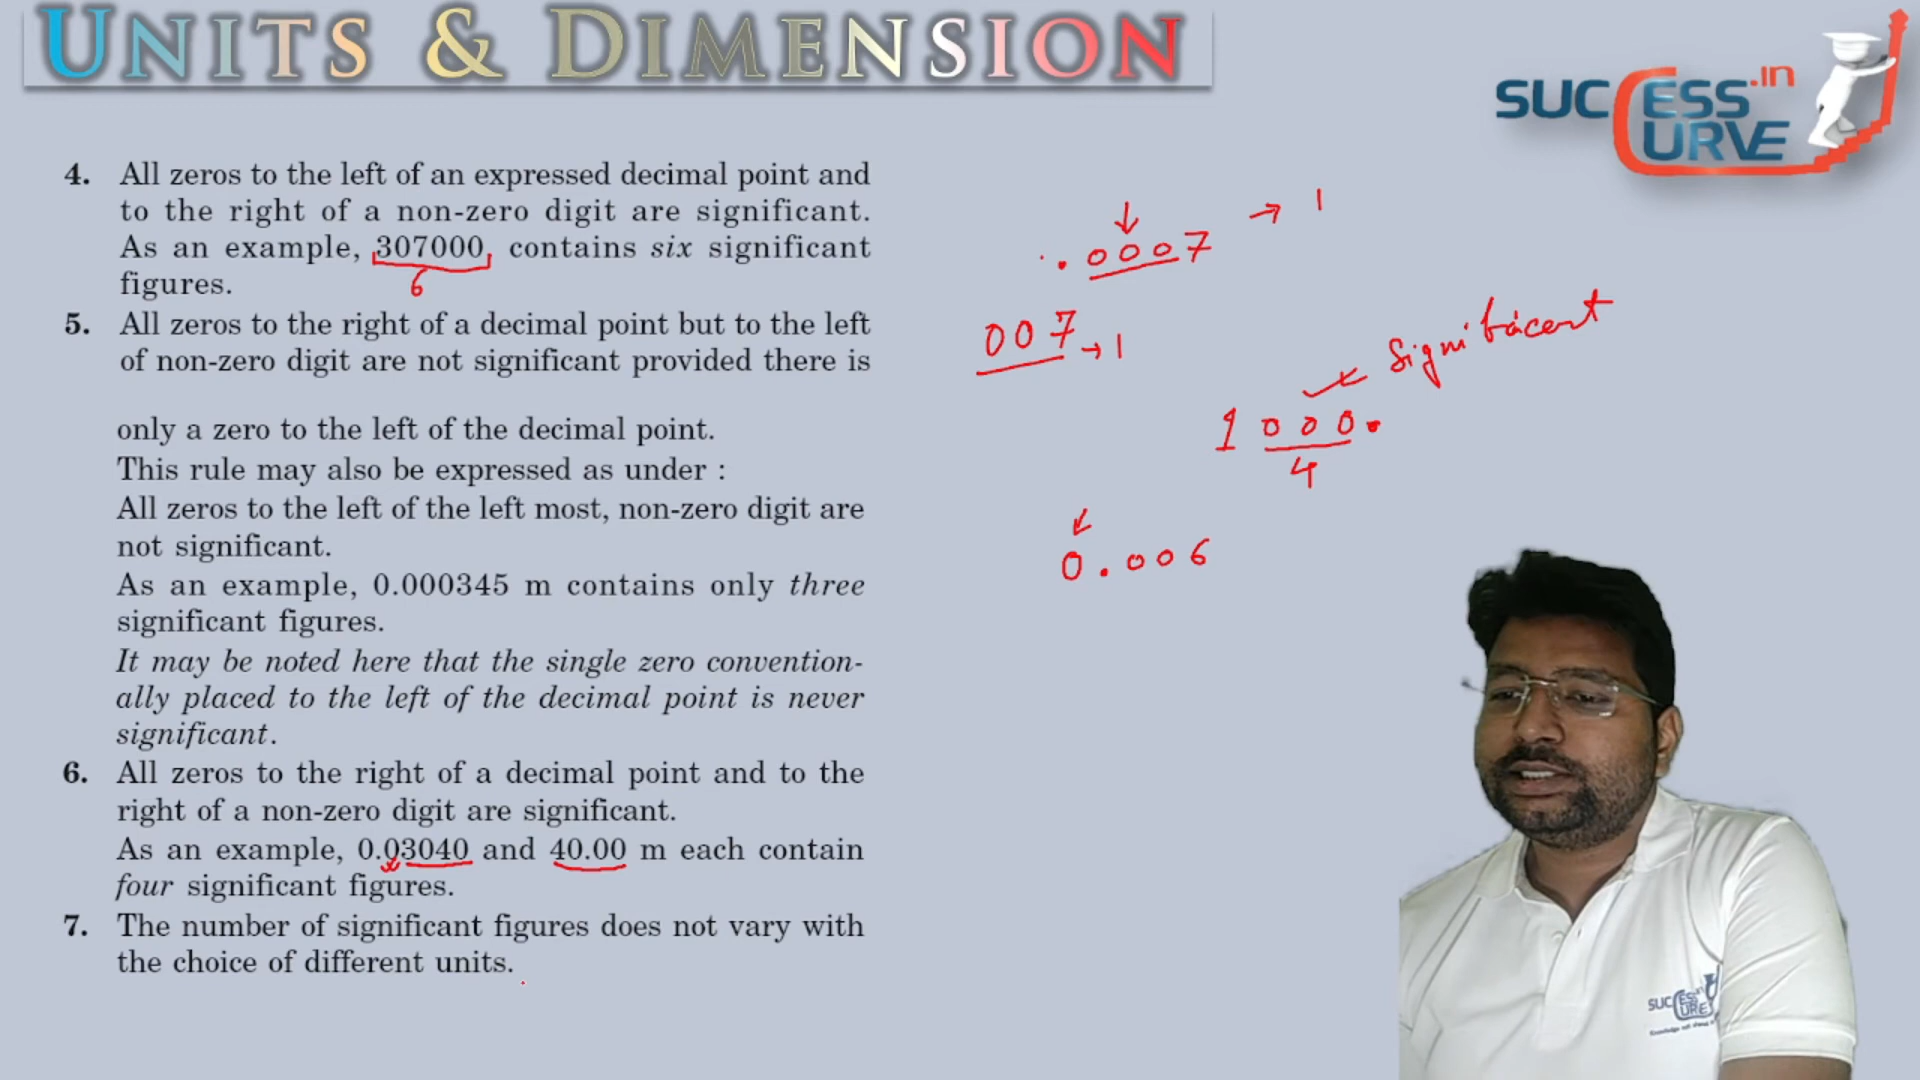 UNITS & DIMENSION
SUCCESS CURVE.in
4. All zeros to the left of an expressed decimal point and
to the right of a non-zero digit are significant.
As an example, 307000, contains six significant
figures.
6
5. All zeros to the right of a decimal point but to the left
of non-zero digit are not significant provided there is
only a zero to the left of the decimal point.
This rule may also be expressed as under :
All zeros to the left of the left most, non-zero digit are
not significant.
As an example, 0.000345 m contains only three
significant figures.
It may be noted here that the single zero convention-
ally placed to the left of the decimal point is never
significant.
6. All zeros to the right of a decimal point and to the
right of a non-zero digit are significant.
As an example, 0.03040 and 40.00 m each contain
four significant figures.
7. The number of significant figures does not vary with
the choice of different units.
.0007 → 1
007 → 1
Significant
1000.
4
0.006
SUCCESS CURVE